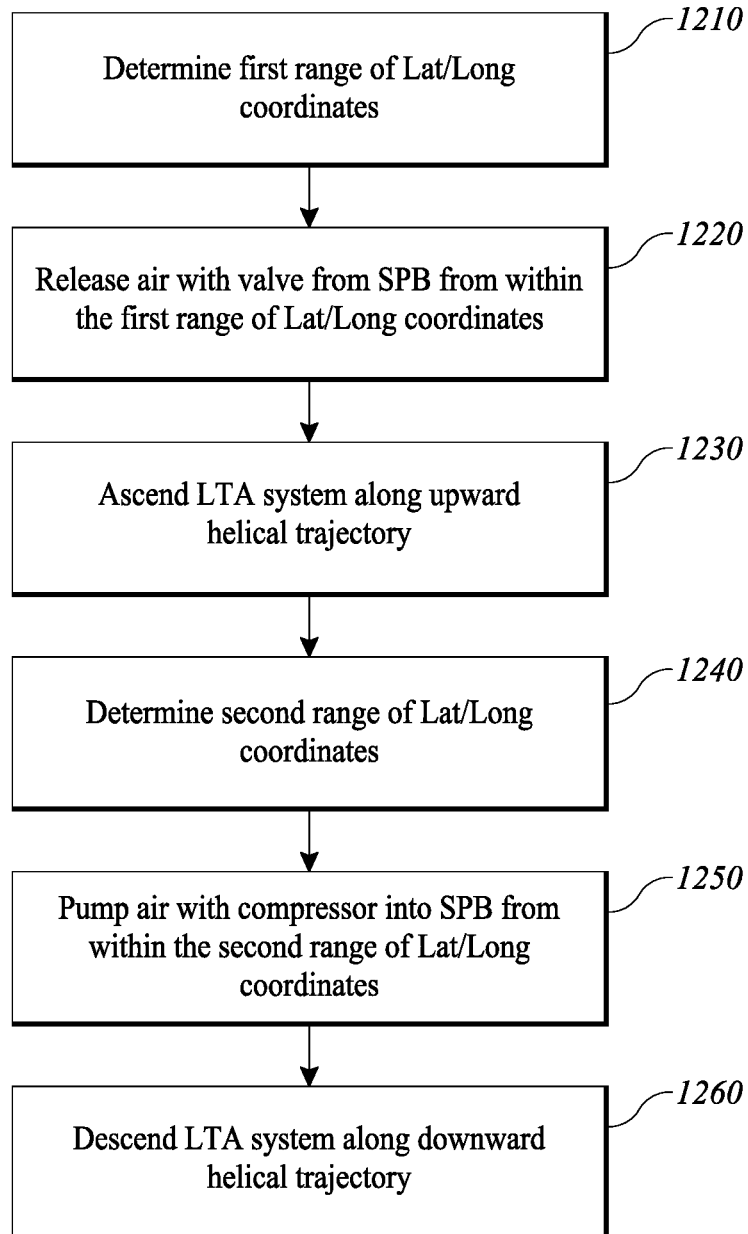 1210
Determine first range of Lat/Long
coordinates
1220
Release air with valve from SPB from within
the first range of Lat/Long coordinates
1230
Ascend LTA system along upward
helical trajectory
1240
Determine second range of Lat/Long
coordinates
1250
Pump air with compressor into SPB from
within the second range of Lat/Long
coordinates
1260
Descend LTA system along downward
helical trajectory